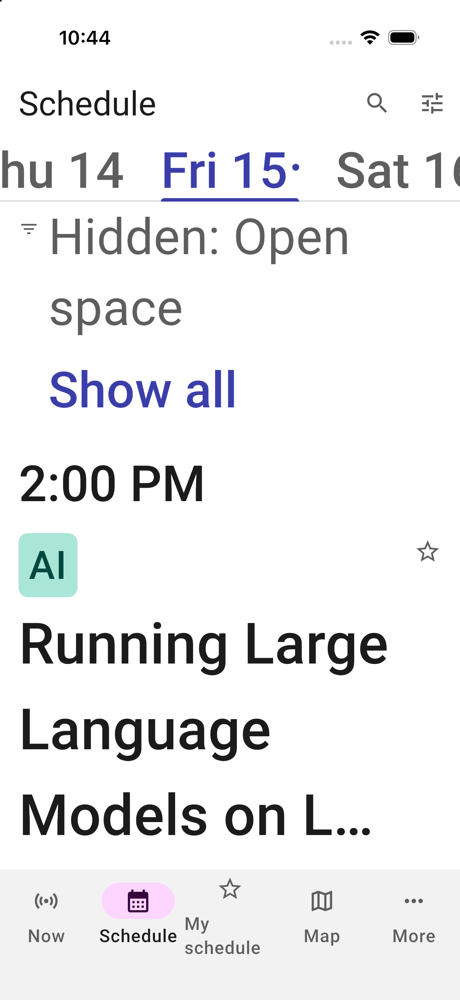 10:44
Schedule
hu 14 Fri 15· Sat 16
Hidden: Open
space
Show all
2:00 PM
AI
Running Large
Language
Models on L…
Now
Schedule
My
schedule
Map
More